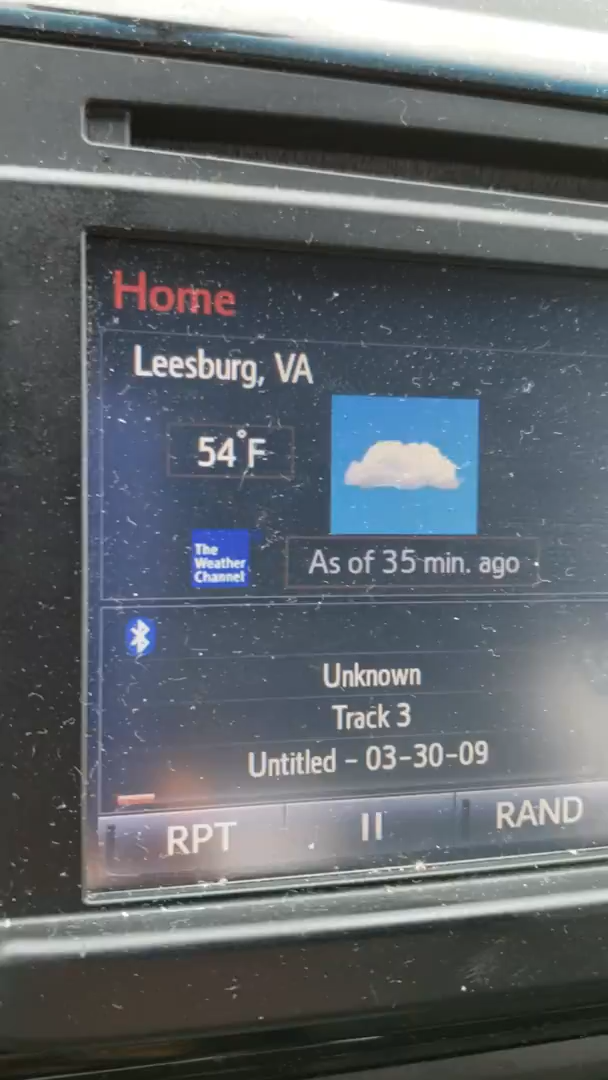 Home
Leesburg, VA
54°F
The
Weather
Channel
As of 35 min. ago
Unknown
Track 3
Untitled - 03-30-09
RPT
RAND